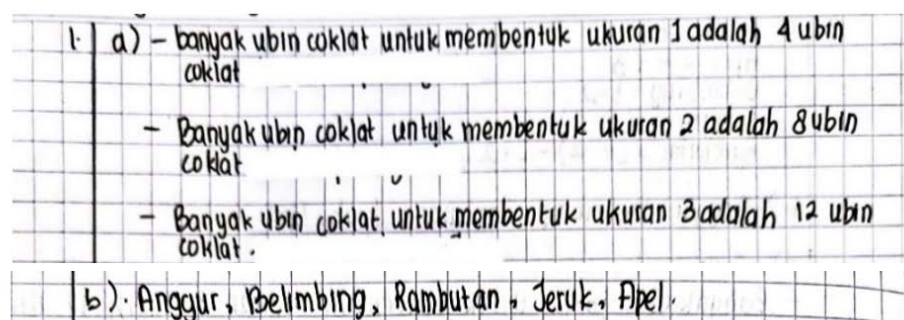 1. a) - banyak ubin coklat untuk membentuk ukuran 1 adalah 4 ubin
coklat
- Banyak ubin coklat untuk membentuk ukuran 2 adalah 8 ubin
coklat
- Banyak ubin coklat untuk membentuk ukuran 3 adalah 12 ubin
coklat.
b). Anggur, Belimbing, Rambutan, Jeruk, Apel